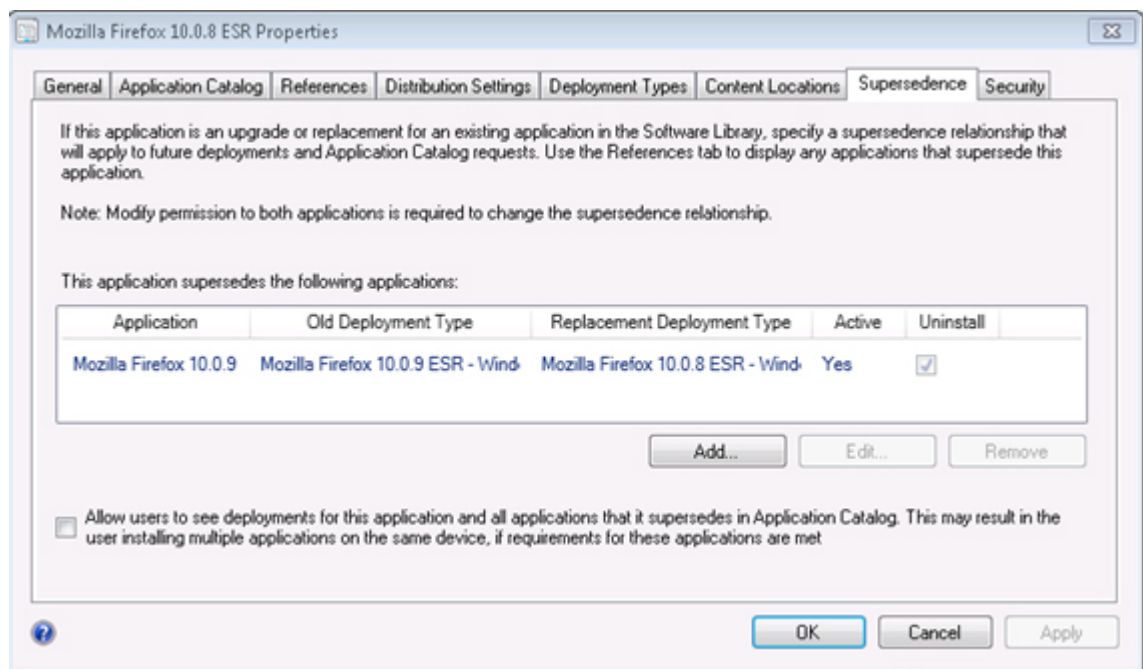 Mozilla Firefox 10.0.8 ESR Properties
General Application Catalog References Distribution Settings Deployment Types Content Locations Supersedence Security
If this application is an upgrade or replacement for an existing application in the Software Library, specify a supersedence relationship that
will apply to future deployments and Application Catalog requests. Use the References tab to display any applications that supersede this
application.
Note: Modify permission to both applications is required to change the supersedence relationship.
This application supersedes the following applications:
Application Old Deployment Type Replacement Deployment Type Active Uninstall
Mozilla Firefox 10.0.9 Mozilla Firefox 10.0.9 ESR - Wind Mozilla Firefox 10.0.8 ESR - Wind Yes
Add... Edit... Remove
Allow users to see deployments for this application and all applications that it supersedes in Application Catalog. This may result in the
user installing multiple applications on the same device, if requirements for these applications are met
OK Cancel Apply